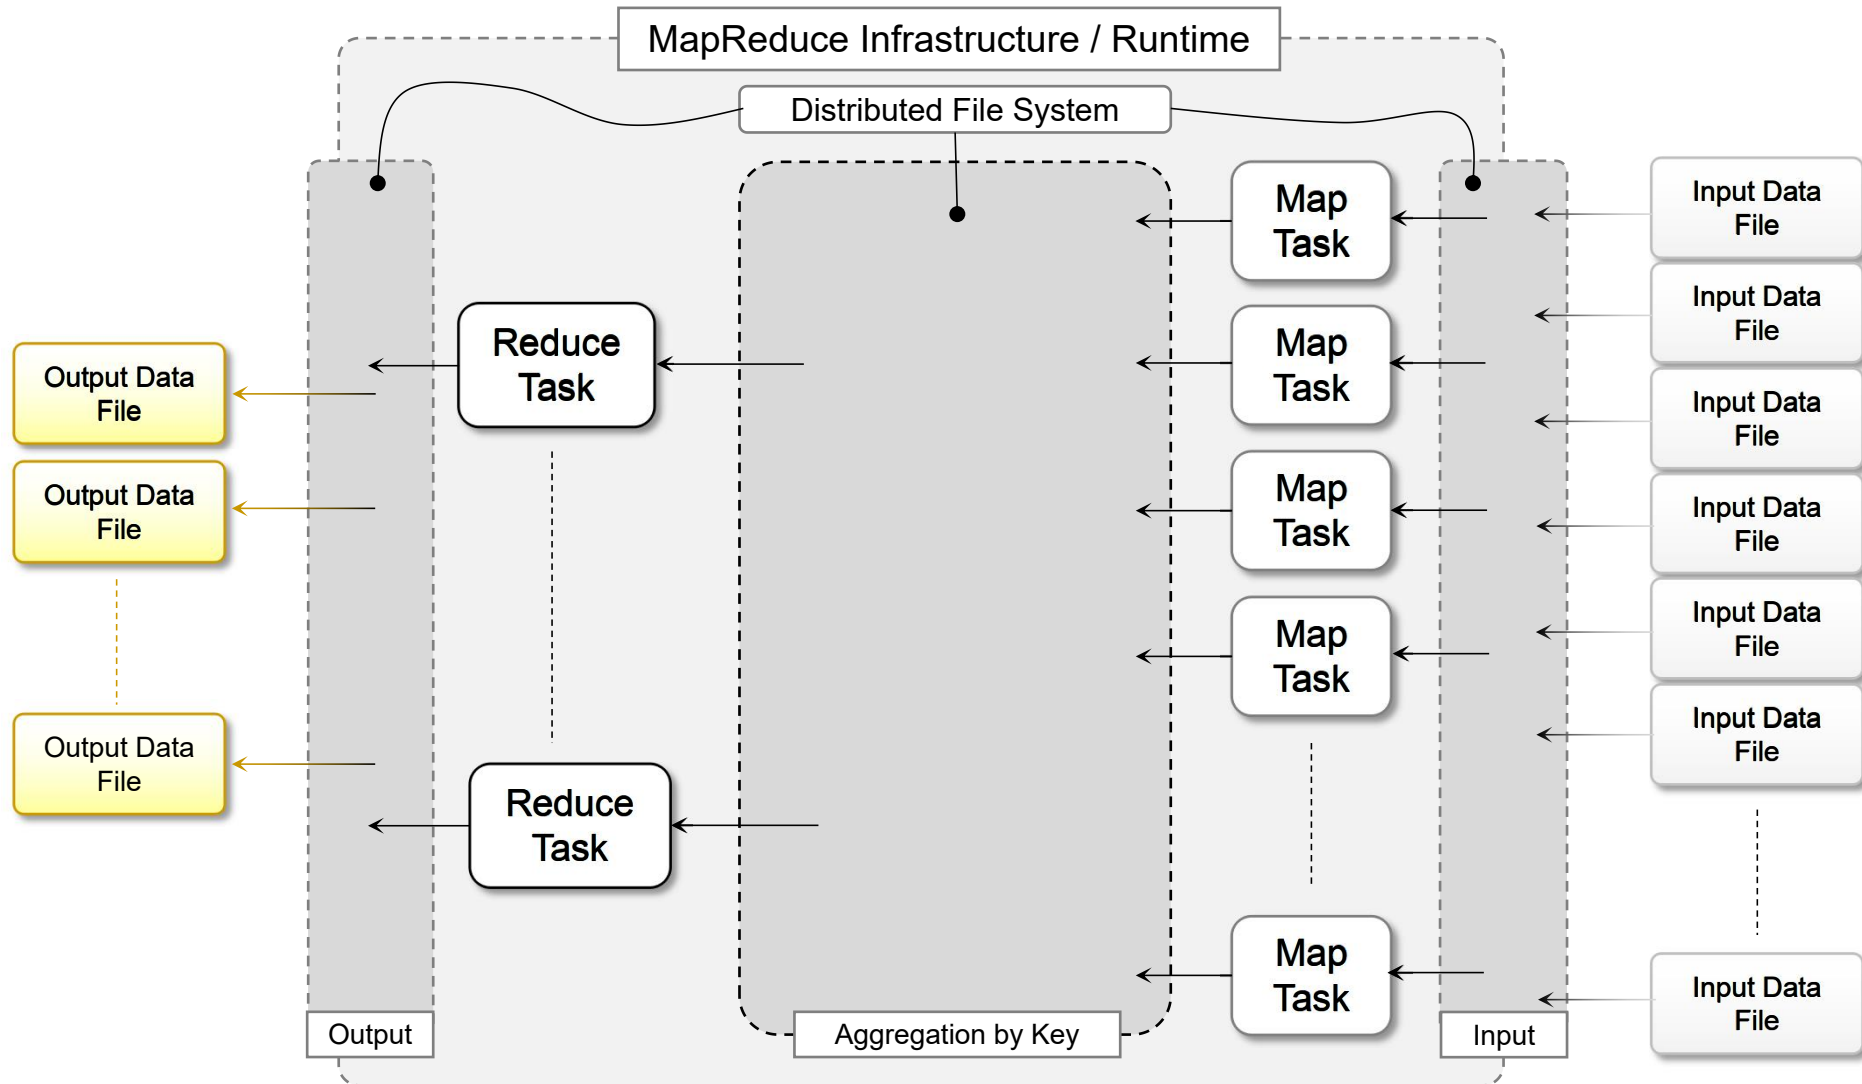 MapReduce Infrastructure / Runtime
Distributed File System
Output Data
File
Output Data
File
Output Data
File
Output
Reduce
Task
Reduce
Task
Aggregation by Key
Map
Task
Map
Task
Map
Task
Map
Task
Map
Task
Input
Input Data
File
Input Data
File
Input Data
File
Input Data
File
Input Data
File
Input Data
File
Input Data
File